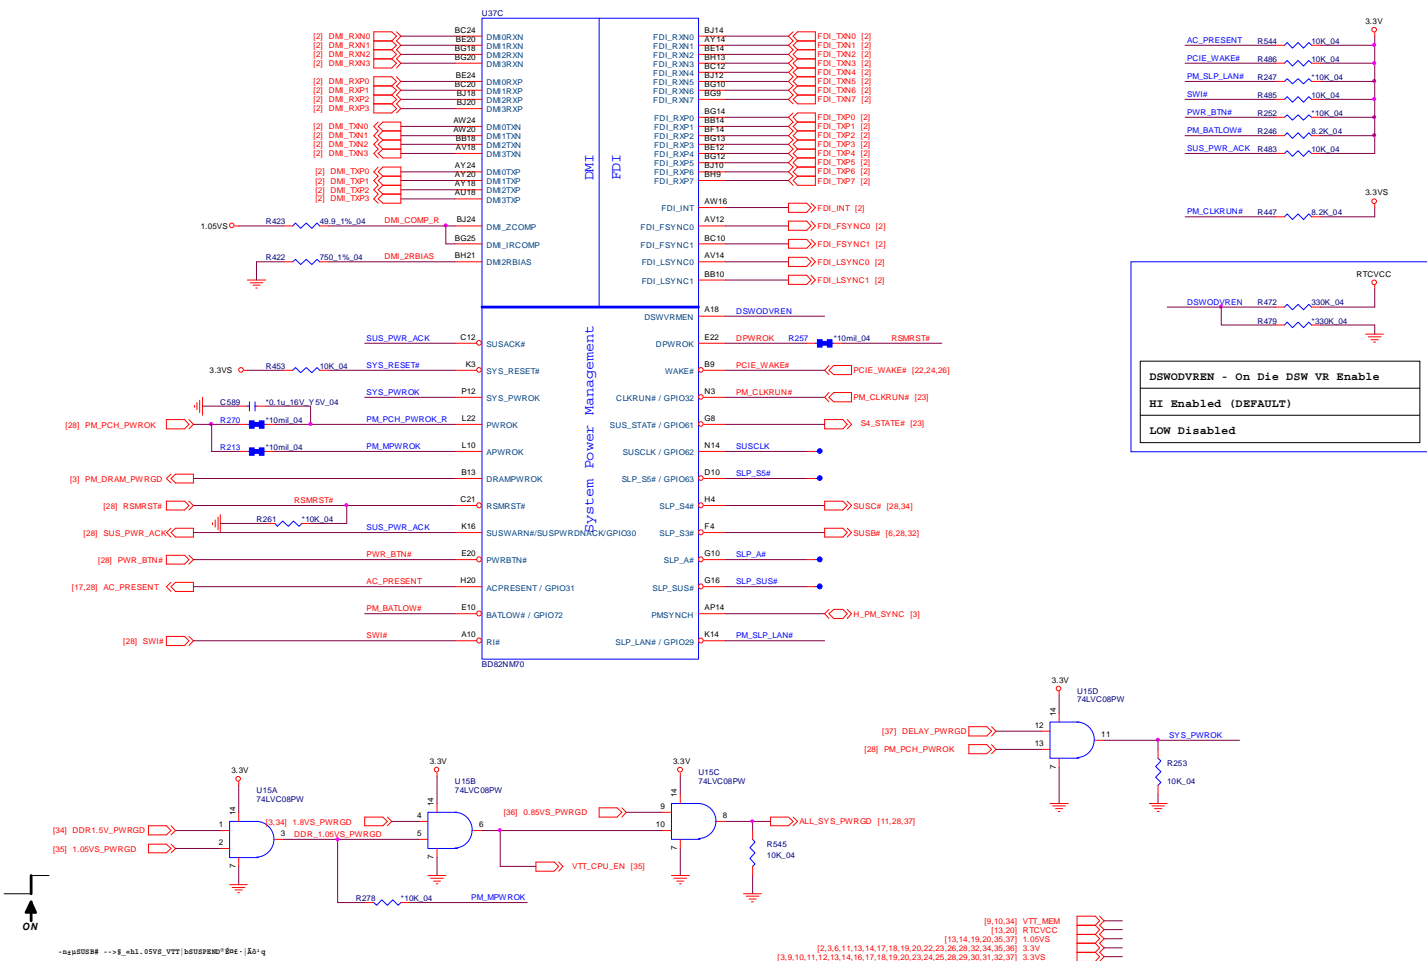 U37C
[2] DMI_RXN0 BC24 DMI0RXN
[2] DMI_RXN1 BE20 DMI1RXN
[2] DMI_RXN2 BG18 DMI2RXN
[2] DMI_RXN3 BG20 DMI3RXN
[2] DMI_RXP0 BE24 DMI0RXP
[2] DMI_RXP1 BC20 DMI1RXP
[2] DMI_RXP2 BJ18 DMI2RXP
[2] DMI_RXP3 BJ20 DMI3RXP
[2] DMI_TXN0 AW24 DMI0TXN
[2] DMI_TXN1 AW20 DMI1TXN
[2] DMI_TXN2 BB18 DMI2TXN
[2] DMI_TXN3 AV18 DMI3TXN
[2] DMI_TXP0 AY24 DMI0TXP
[2] DMI_TXP1 AY20 DMI1TXP
[2] DMI_TXP2 AY18 DMI2TXP
[2] DMI_TXP3 AU18 DMI3TXP
1.05VS R423 49.9_1%_04 DMI_COMP_R BJ24 DMI_ZCOMP
BG25 DMI_IRCOMP
R422 750_1%_04 DMI_2RBIAS BH21 DMI2RBIAS
DMI
FDI
FDI_RXN0 BJ14 FDI_TXN0 [2]
FDI_RXN1 AY14 FDI_TXN1 [2]
FDI_RXN2 BE14 FDI_TXN2 [2]
FDI_RXN3 BH13 FDI_TXN3 [2]
FDI_RXN4 BC12 FDI_TXN4 [2]
FDI_RXN5 BJ12 FDI_TXN5 [2]
FDI_RXN6 BG10 FDI_TXN6 [2]
FDI_RXN7 BG9 FDI_TXN7 [2]
FDI_RXP0 BG14 FDI_TXP0 [2]
FDI_RXP1 BB14 FDI_TXP1 [2]
FDI_RXP2 BF14 FDI_TXP2 [2]
FDI_RXP3 BG13 FDI_TXP3 [2]
FDI_RXP4 BE12 FDI_TXP4 [2]
FDI_RXP5 BG12 FDI_TXP5 [2]
FDI_RXP6 BJ10 FDI_TXP6 [2]
FDI_RXP7 BH9 FDI_TXP7 [2]
FDI_INT AW16 FDI_INT [2]
FDI_FSYNC0 AV12 FDI_FSYNC0 [2]
FDI_FSYNC1 BC10 FDI_FSYNC1 [2]
FDI_LSYNC0 AV14 FDI_LSYNC0 [2]
FDI_LSYNC1 BB10 FDI_LSYNC1 [2]
3.3V
AC_PRESENT R544 10K_04
PCIE_WAKE# R486 10K_04
PM_SLP_LAN# R247 *10K_04
SWI# R485 10K_04
PWR_BTN# R252 *10K_04
PM_BATLOW# R246 8.2K_04
SUS_PWR_ACK R483 10K_04
3.3VS
PM_CLKRUN# R447 8.2K_04
RTCVCC
DSWODVREN R472 330K_04
R479 *330K_04
DSWODVREN - On Die DSW VR Enable
HI Enabled (DEFAULT)
LOW Disabled
System Power Management
SUS_PWR_ACK C12 SUSACK#
3.3VS R453 10K_04 SYS_RESET# K3 SYS_RESET#
SYS_PWROK P12 SYS_PWROK
C589 *0.1u_16V_Y5V_04
[28] PM_PCH_PWROK R270 *10mil_04 PM_PCH_PWROK_R L22 PWROK
R213 *10mil_04 PM_MPWROK L10 APWROK
[3] PM_DRAM_PWRGD B13 DRAMPWROK
[28] RSMRST# RSMRST# C21 RSMRST#
R261 *10K_04
[28] SUS_PWR_ACK SUS_PWR_ACK K16 SUSWARN#/SUSPWRDNACK/GPIO30
[28] PWR_BTN# PWR_BTN# E20 PWRBTN#
[17,28] AC_PRESENT AC_PRESENT H20 ACPRESENT / GPIO31
PM_BATLOW# E10 BATLOW# / GPIO72
[28] SWI# SWI# A10 RI#
BD82NM70
DSWVRMEN A18 DSWODVREN
DPWROK E22 DPWROK R257 *10mil_04 RSMRST#
WAKE# B9 PCIE_WAKE# PCIE_WAKE# [22,24,26]
CLKRUN# / GPIO32 N3 PM_CLKRUN# PM_CLKRUN# [23]
SUS_STAT# / GPIO61 G8 S4_STATE# [23]
SUSCLK / GPIO62 N14 SUSCLK
SLP_S5# / GPIO63 D10 SLP_S5#
SLP_S4# H4 SUSC# [28,34]
SLP_S3# F4 SUSB# [6,28,32]
SLP_A# G10 SLP_A#
SLP_SUS# G16 SLP_SUS#
PMSYNCH AP14 H_PM_SYNC [3]
SLP_LAN# / GPIO29 K14 PM_SLP_LAN#
3.3V
U15D
74LVC08PW
[37] DELAY_PWRGD 12
[28] PM_PCH_PWROK 13
14
7
11 SYS_PWROK
R253
10K_04
3.3V
U15A
74LVC08PW
[34] DDR1.5V_PWRGD 1
[35] 1.05VS_PWRGD 2
14
7
3 DDR_1.05VS_PWRGD
3.3V
U15B
74LVC08PW
[3,34] 1.8VS_PWRGD 4
5
14
7
6
VTT_CPU_EN [35]
R278 *10K_04 PM_MPWROK
3.3V
U15C
74LVC08PW
[36] 0.85VS_PWRGD 9
10
14
7
8 ALL_SYS_PWRGD [11,28,37]
R545
10K_04
ON
[9,10,34] VTT_MEM
[13,20] RTCVCC
[13,14,19,20,35,37] 1.05VS
[2,3,6,11,13,14,17,18,19,20,22,23,26,28,32,34,35,36] 3.3V
[3,9,10,11,12,13,14,16,17,18,19,20,23,24,25,28,29,30,31,32,37] 3.3VS